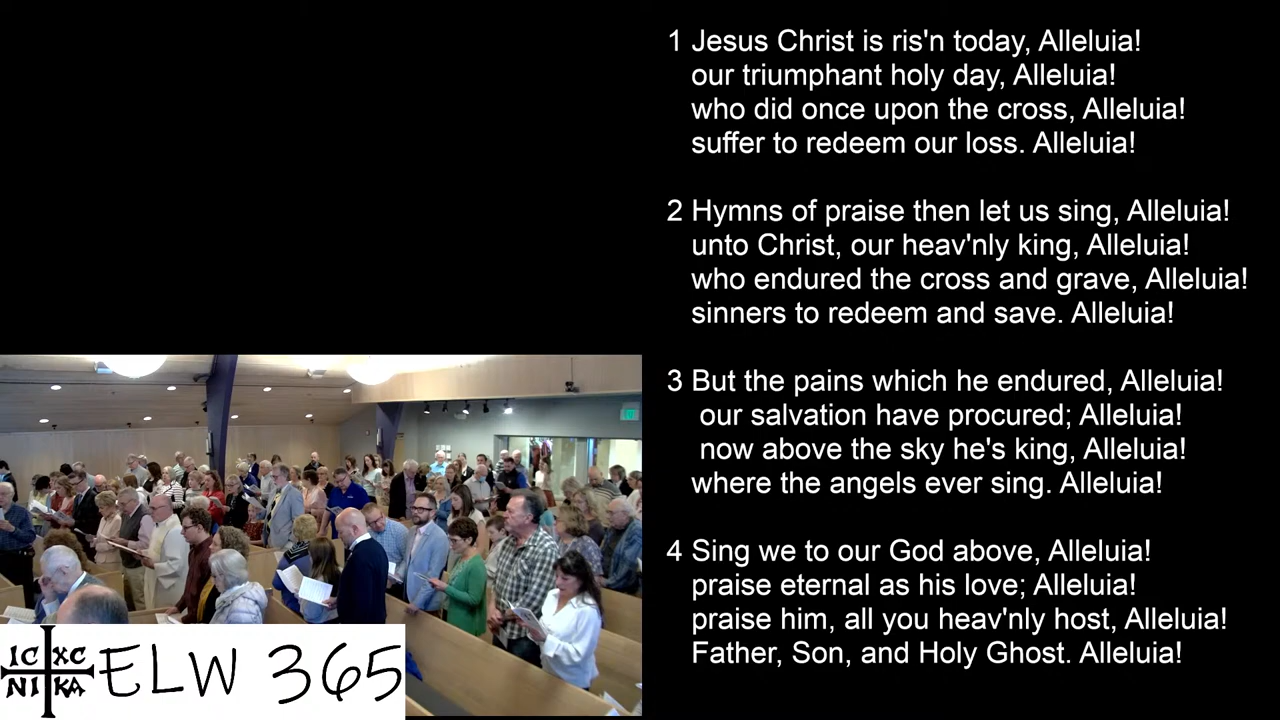 1 Jesus Christ is ris'n today, Alleluia!
our triumphant holy day, Alleluia!
who did once upon the cross, Alleluia!
suffer to redeem our loss. Alleluia!
2 Hymns of praise then let us sing, Alleluia!
unto Christ, our heav'nly king, Alleluia!
who endured the cross and grave, Alleluia!
sinners to redeem and save. Alleluia!
3 But the pains which he endured, Alleluia!
our salvation have procured; Alleluia!
now above the sky he's king, Alleluia!
where the angels ever sing. Alleluia!
4 Sing we to our God above, Alleluia!
praise eternal as his love; Alleluia!
praise him, all you heav'nly host, Alleluia!
Father, Son, and Holy Ghost. Alleluia!
IC XC
NI KA
ELW 365